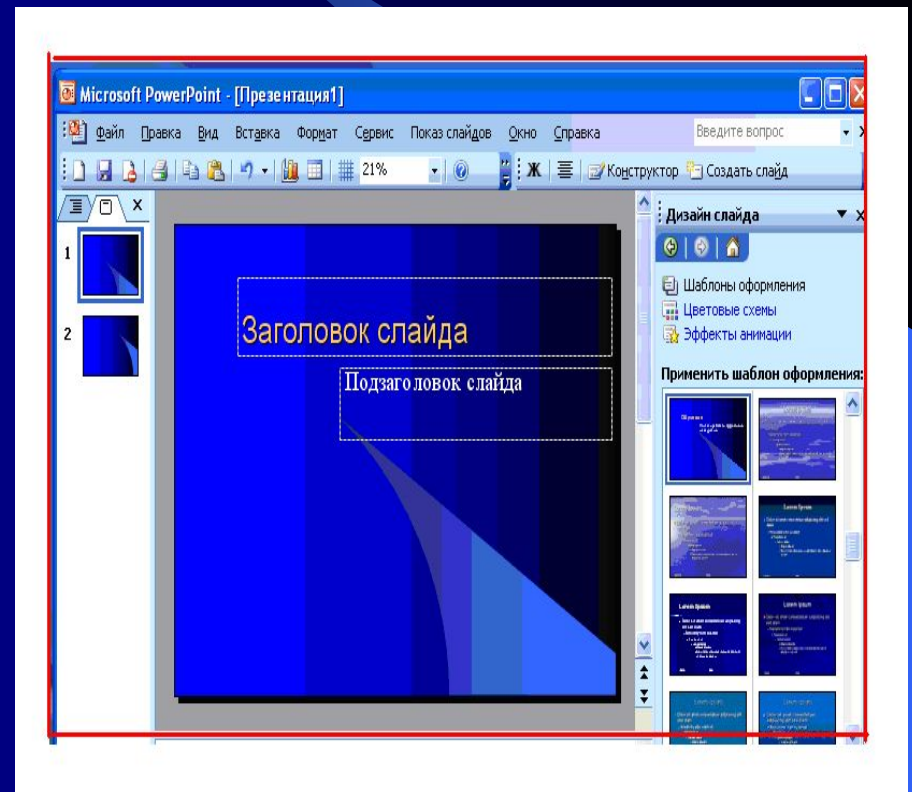 Microsoft PowerPoint - [Презентация1]
Файл Правка Вид Вставка Формат Сервис Показ слайдов Окно Справка Введите вопрос
21% Ж Конструктор Создать слайд
Дизайн слайда
1
2
Заголовок слайда
Подзаголовок слайда
Шаблоны оформления
Цветовые схемы
Эффекты анимации
Применить шаблон оформления: